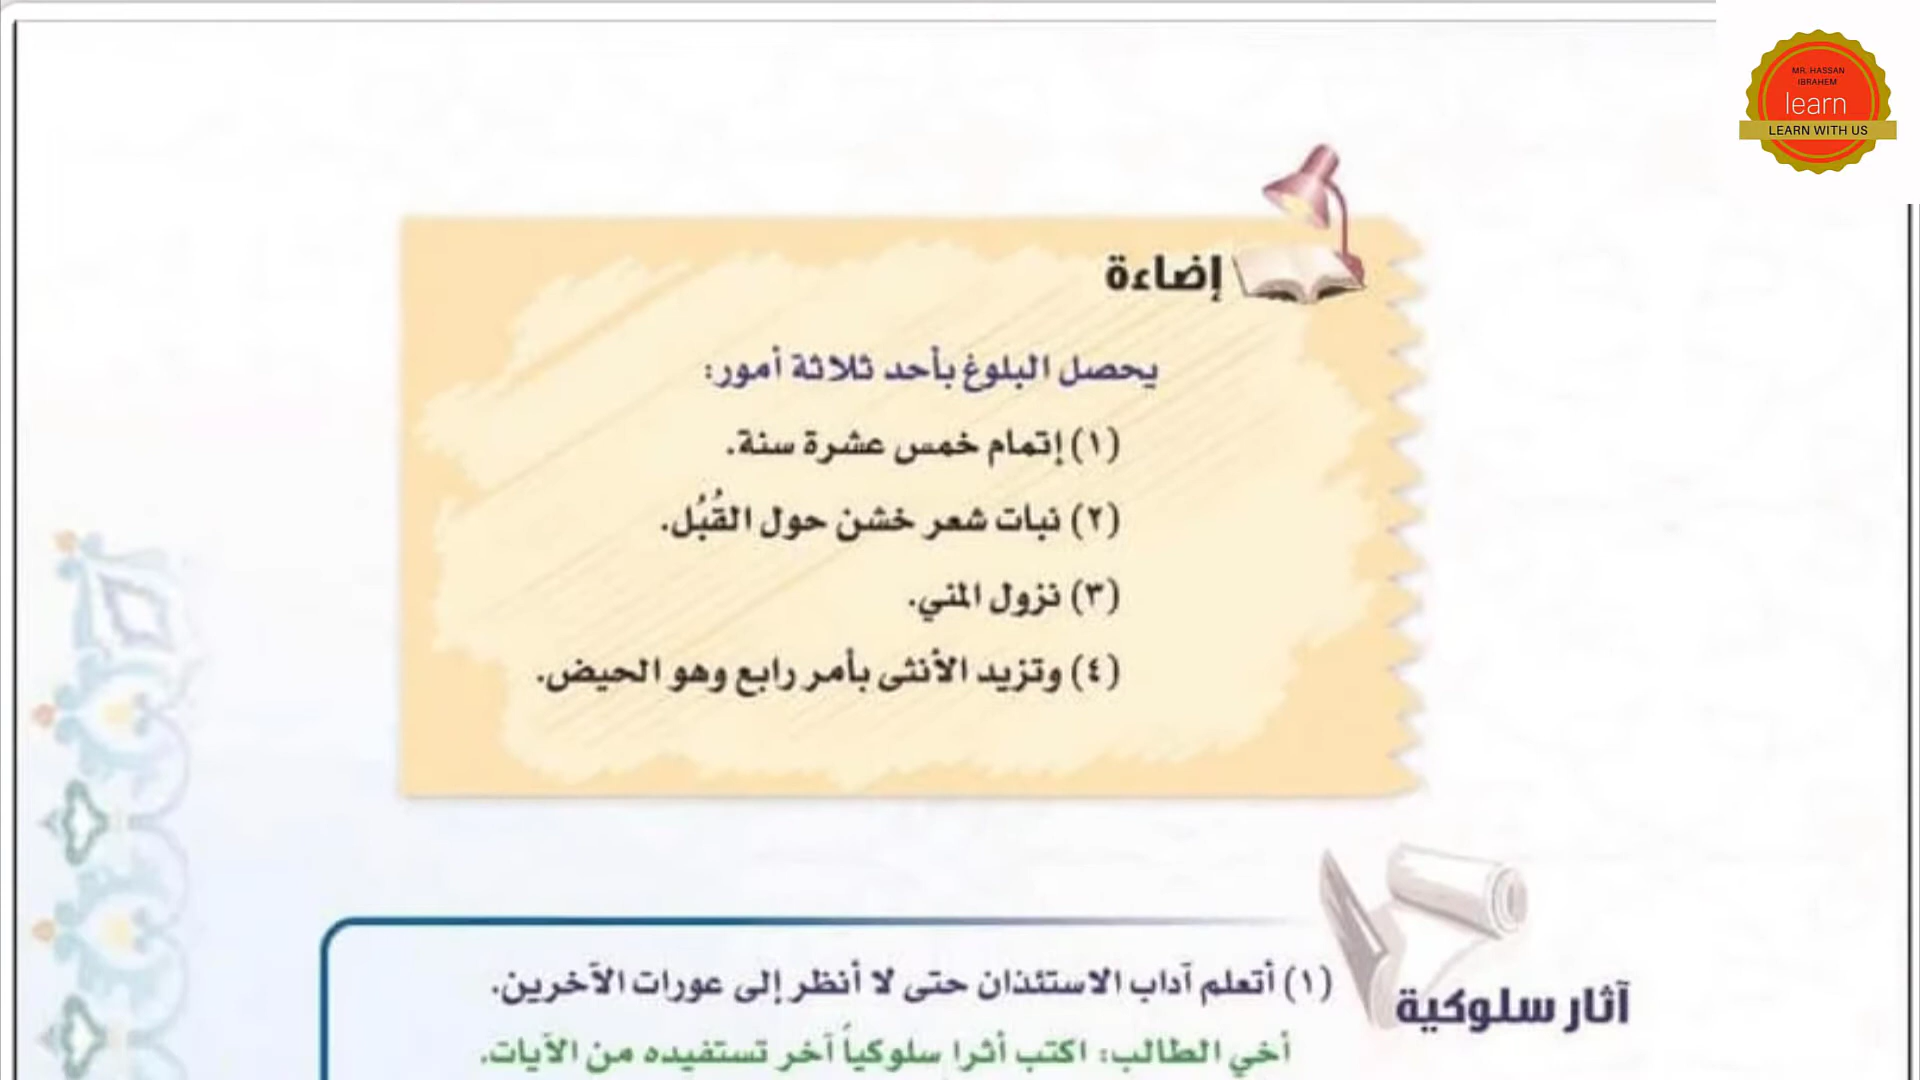 MR. HASSAN
IBRAHEM
learn
LEARN WITH US
إضاءة
يحصل البلوغ بأحد ثلاثة أمور:
(١) إتمام خمس عشرة سنة.
(٢) نبات شعر خشن حول القُبُل.
(٣) نزول المني.
(٤) وتزيد الأنثى بأمر رابع وهو الحيض.
آثار سلوكية
(١) أتعلم آداب الاستئذان حتى لا أنظر إلى عورات الآخرين.
أخي الطالب: اكتب أثرا سلوكياً آخر تستفيده من الآيات.